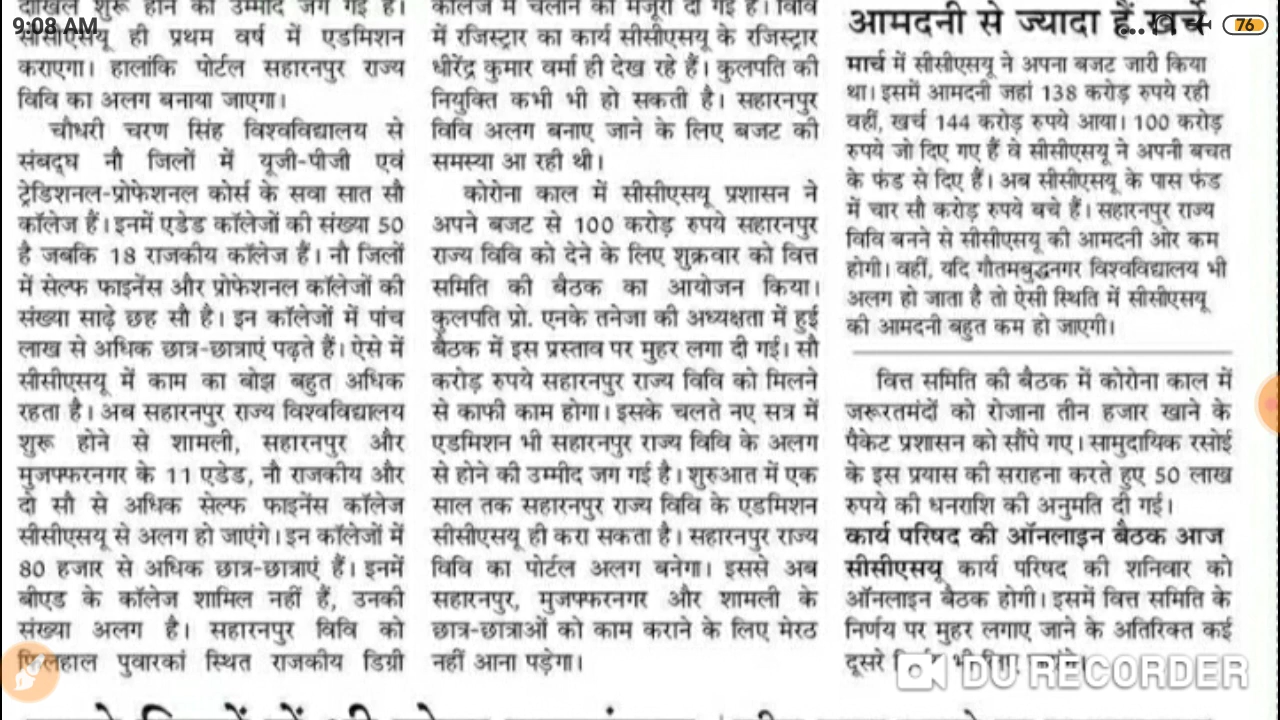 9:08 AM
76
दाखिले शुरू होने की उम्मीद जग गई है।
सीसीएसयू ही प्रथम वर्ष में एडमिशन
कराएगा। हालांकि पोर्टल सहारनपुर राज्य
विवि का अलग बनाया जाएगा।
चौधरी चरण सिंह विश्वविद्यालय से
संबद्घ नौ जिलों में यूजी-पीजी एवं
ट्रेडिशनल-प्रोफेशनल कोर्स के सवा सात सौ
कॉलेज हैं। इनमें एडेड कॉलेजों की संख्या 50
है जबकि 18 राजकीय कॉलेज हैं। नौ जिलों
में सेल्फ फाइनेंस और प्रोफेशनल कॉलेजों की
संख्या साढ़े छह सौ है। इन कॉलेजों में पांच
लाख से अधिक छात्र-छात्राएं पढ़ते हैं। ऐसे में
सीसीएसयू में काम का बोझ बहुत अधिक
रहता है। अब सहारनपुर राज्य विश्वविद्यालय
शुरू होने से शामली, सहारनपुर और
मुजफ्फरनगर के 11 एडेड, नौ राजकीय और
दो सौ से अधिक सेल्फ फाइनेंस कॉलेज
सीसीएसयू से अलग हो जाएंगे। इन कॉलेजों में
80 हजार से अधिक छात्र-छात्राएं हैं। इनमें
बीएड के कॉलेज शामिल नहीं हैं, उनकी
संख्या अलग है। सहारनपुर विवि को
फिलहाल पुवारकां स्थित राजकीय डिग्री
कॉलेज में चलाने की मंजूरी दी गई है। विवि
में रजिस्ट्रार का कार्य सीसीएसयू के रजिस्ट्रार
धीरेंद्र कुमार वर्मा ही देख रहे हैं। कुलपति की
नियुक्ति कभी भी हो सकती है। सहारनपुर
विवि अलग बनाए जाने के लिए बजट की
समस्या आ रही थी।
कोरोना काल में सीसीएसयू प्रशासन ने
अपने बजट से 100 करोड़ रुपये सहारनपुर
राज्य विवि को देने के लिए शुक्रवार को वित्त
समिति की बैठक का आयोजन किया।
कुलपति प्रो. एनके तनेजा की अध्यक्षता में हुई
बैठक में इस प्रस्ताव पर मुहर लगा दी गई। सौ
करोड़ रुपये सहारनपुर राज्य विवि को मिलने
से काफी काम होगा। इसके चलते नए सत्र में
एडमिशन भी सहारनपुर राज्य विवि के अलग
से होने की उम्मीद जग गई है। शुरुआत में एक
साल तक सहारनपुर राज्य विवि के एडमिशन
सीसीएसयू ही करा सकता है। सहारनपुर राज्य
विवि का पोर्टल अलग बनेगा। इससे अब
सहारनपुर, मुजफ्फरनगर और शामली के
छात्र-छात्राओं को काम कराने के लिए मेरठ
नहीं आना पड़ेगा।
आमदनी से ज्यादा हैं खर्चे
मार्च में सीसीएसयू ने अपना बजट जारी किया
था। इसमें आमदनी जहां 138 करोड़ रुपये रही
वहीं, खर्च 144 करोड़ रुपये आया। 100 करोड़
रुपये जो दिए गए हैं वे सीसीएसयू ने अपनी बचत
के फंड से दिए हैं। अब सीसीएसयू के पास फंड
में चार सौ करोड़ रुपये बचे हैं। सहारनपुर राज्य
विवि बनने से सीसीएसयू की आमदनी ओर कम
होगी। वहीं, यदि गौतमबुद्धनगर विश्वविद्यालय भी
अलग हो जाता है तो ऐसी स्थिति में सीसीएसयू
की आमदनी बहुत कम हो जाएगी।
वित्त समिति की बैठक में कोरोना काल में
जरूरतमंदों को रोजाना तीन हजार खाने के
पैकेट प्रशासन को सौंपे गए। सामुदायिक रसोई
के इस प्रयास की सराहना करते हुए 50 लाख
रुपये की धनराशि की अनुमति दी गई।
कार्य परिषद की ऑनलाइन बैठक आज
सीसीएसयू कार्य परिषद की शनिवार को
ऑनलाइन बैठक होगी। इसमें वित्त समिति के
निर्णय पर मुहर लगाए जाने के अतिरिक्त कई
दूसरे
DU RECORDER